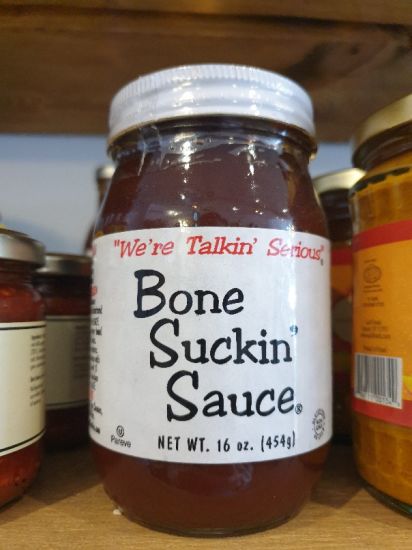 "We're Talkin' Serious"®
Bone
Suckin'
Sauce®
U
Pareve
NET WT. 16 oz. (454g)